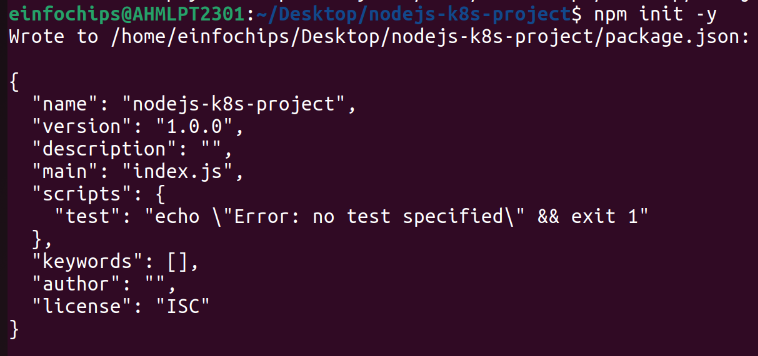 einfochips@AHMLPT2301:~/Desktop/nodejs-k8s-project$ npm init -y
Wrote to /home/einfochips/Desktop/nodejs-k8s-project/package.json:
{
  "name": "nodejs-k8s-project",
  "version": "1.0.0",
  "description": "",
  "main": "index.js",
  "scripts": {
    "test": "echo \"Error: no test specified\" && exit 1"
  },
  "keywords": [],
  "author": "",
  "license": "ISC"
}